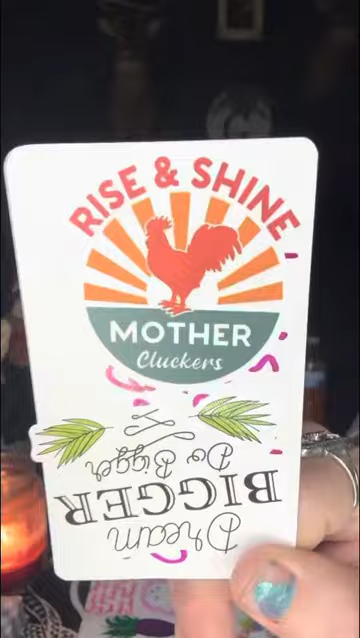 RISE & SHINE
MOTHER
Cluckers
Dream
BIGGER
Do Bigger